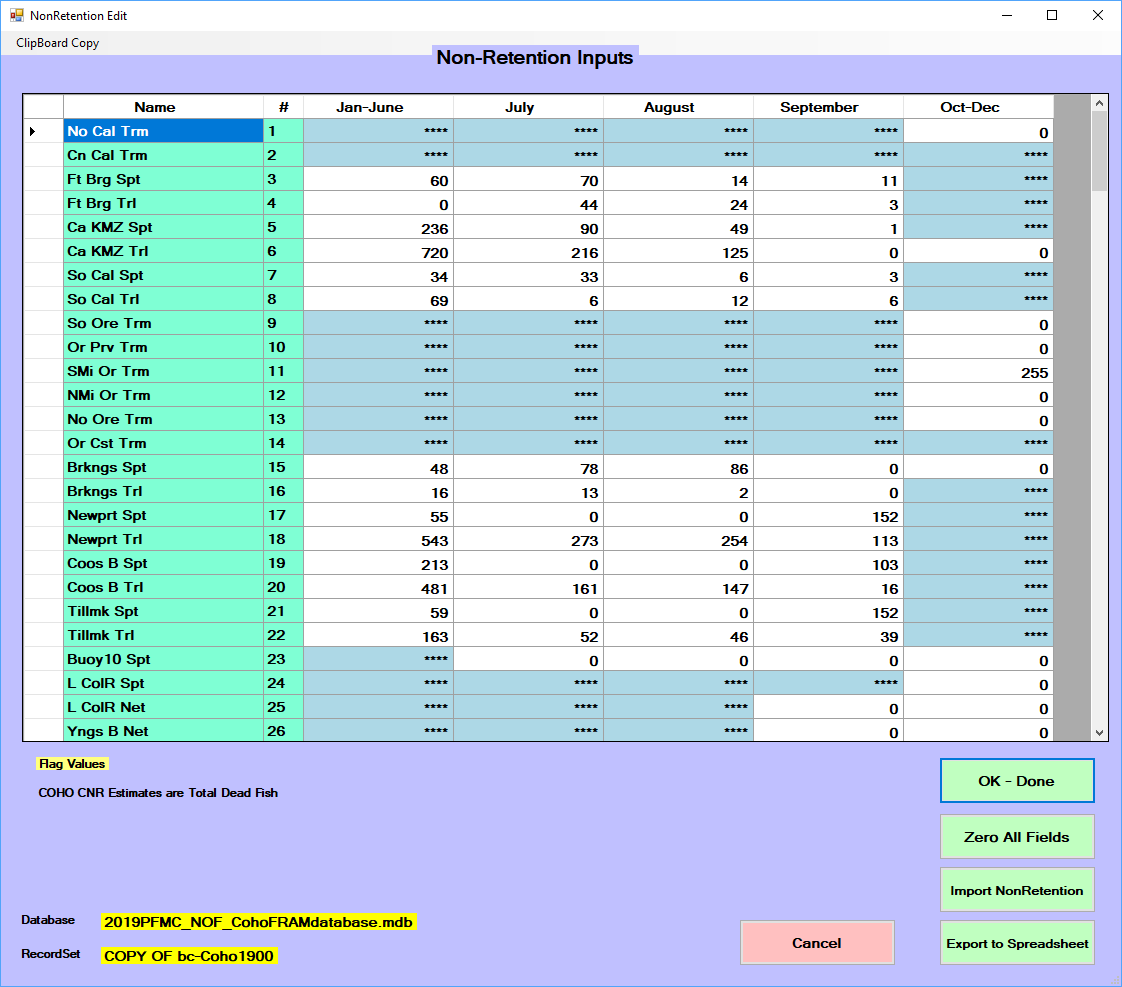 NonRetention Edit
ClipBoard Copy
Non-Retention Inputs
Name # Jan-June July August September Oct-Dec
No Cal Trm 1 **** **** **** **** 0
Cn Cal Trm 2 **** **** **** **** ****
Ft Brg Spt 3 60 70 14 11 ****
Ft Brg Trl 4 0 44 24 3 ****
Ca KMZ Spt 5 236 90 49 1 ****
Ca KMZ Trl 6 720 216 125 0 0
So Cal Spt 7 34 33 6 3 ****
So Cal Trl 8 69 6 12 6 ****
So Ore Trm 9 **** **** **** **** 0
Or Prv Trm 10 **** **** **** **** 0
SMi Or Trm 11 **** **** **** **** 255
NMi Or Trm 12 **** **** **** **** 0
No Ore Trm 13 **** **** **** **** 0
Or Cst Trm 14 **** **** **** **** ****
Brkngs Spt 15 48 78 86 0 0
Brkngs Trl 16 16 13 2 0 ****
Newprt Spt 17 55 0 0 152 ****
Newprt Trl 18 543 273 254 113 ****
Coos B Spt 19 213 0 0 103 ****
Coos B Trl 20 481 161 147 16 ****
Tillmk Spt 21 59 0 0 152 ****
Tillmk Trl 22 163 52 46 39 ****
Buoy10 Spt 23 **** 0 0 0 0
L ColR Spt 24 **** **** **** **** 0
L ColR Net 25 **** **** **** 0 0
Yngs B Net 26 **** **** **** 0 0
Flag Values
COHO CNR Estimates are Total Dead Fish
OK - Done
Zero All Fields
Import NonRetention
Database 2019PFMC_NOF_CohoFRAMdatabase.mdb
RecordSet COPY OF bc-Coho1900
Cancel
Export to Spreadsheet